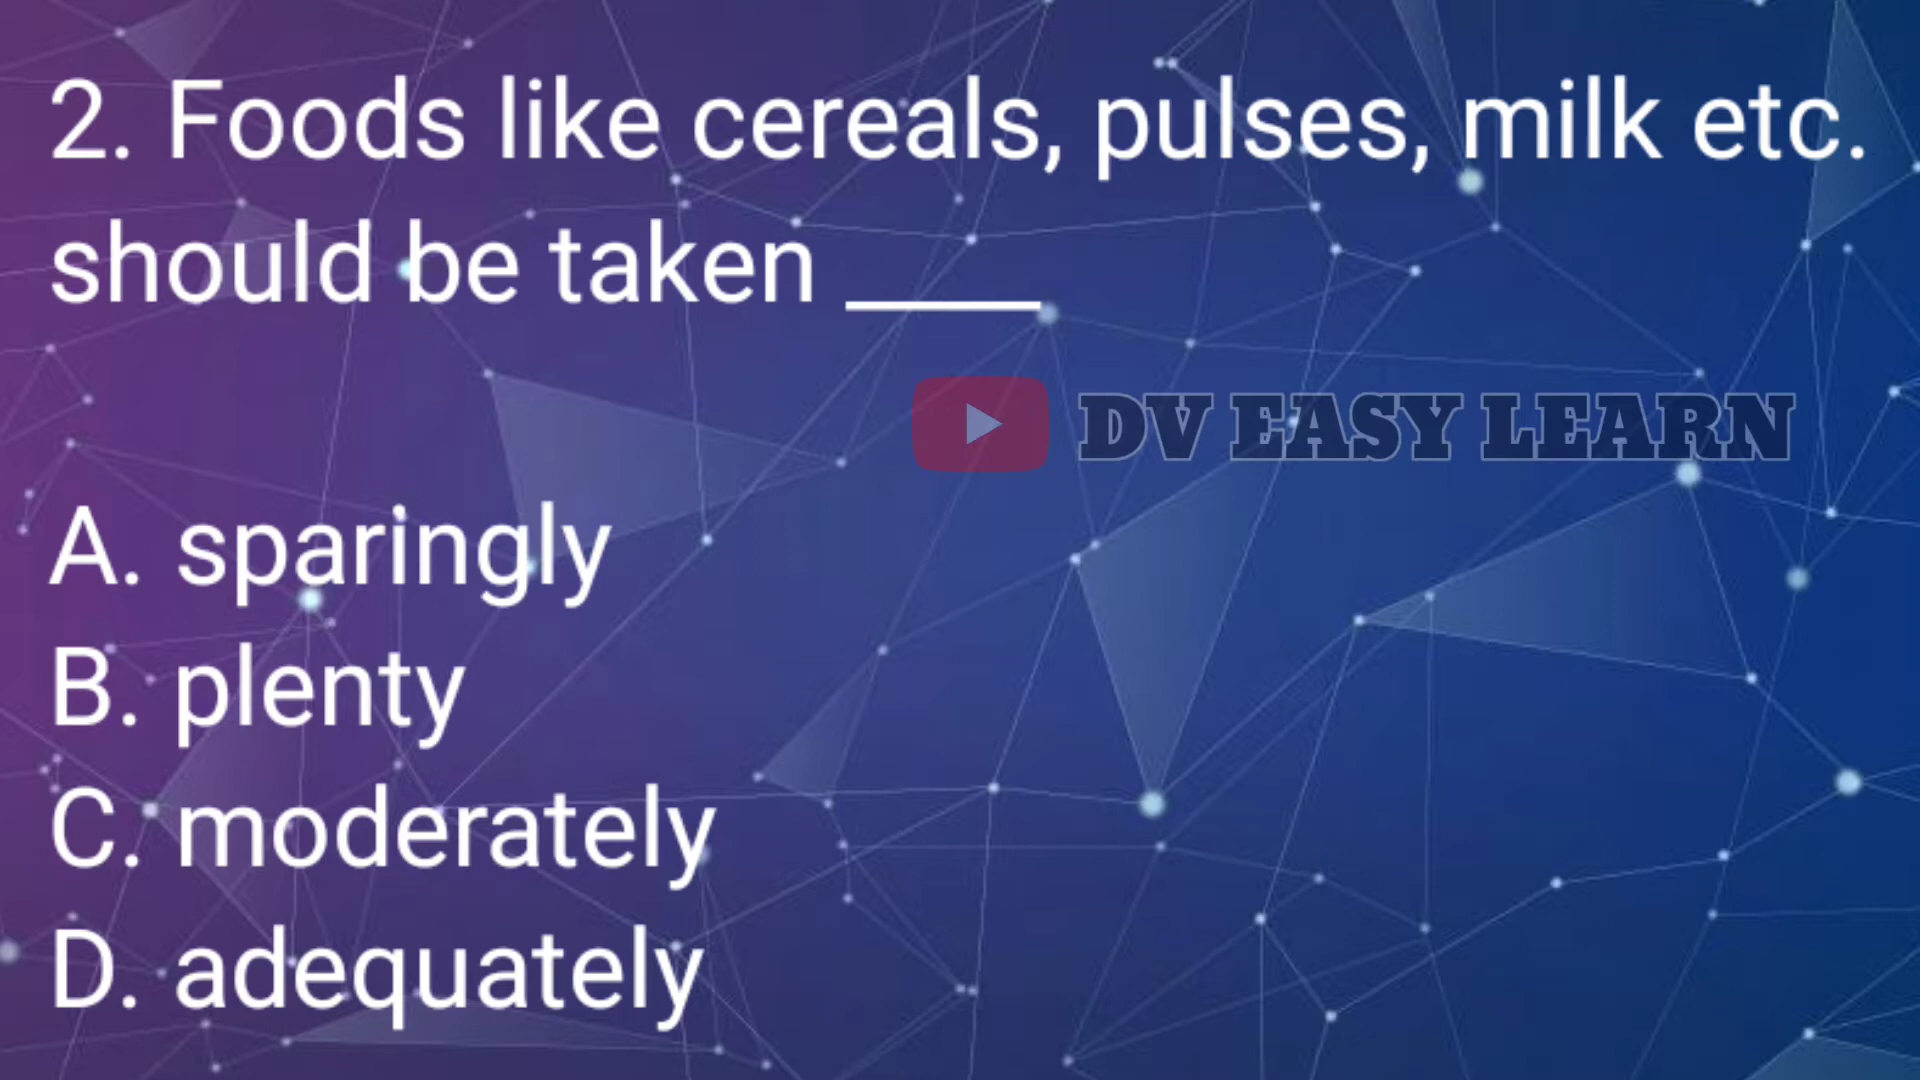 2. Foods like cereals, pulses, milk etc.
should be taken ____
DV EASY LEARN
A. sparingly
B. plenty
C. moderately
D. adequately